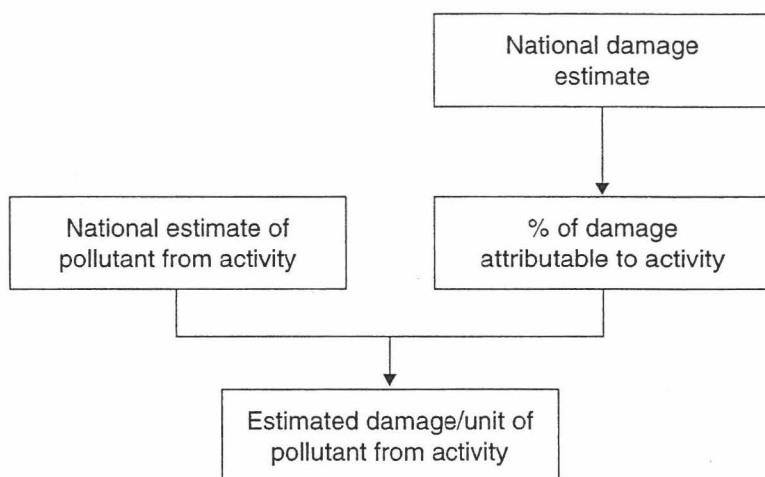 National damage
estimate
National estimate of
pollutant from activity
% of damage
attributable to activity
Estimated damage/unit of
pollutant from activity